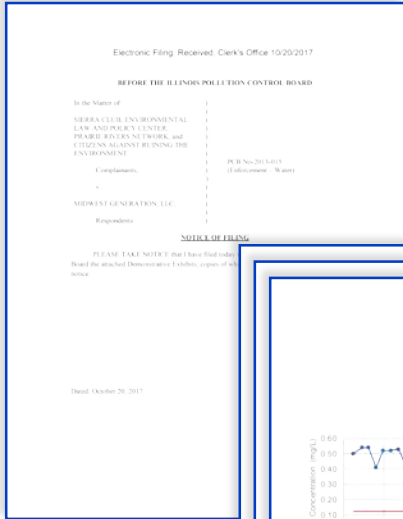 Electronic Filing: Received, Clerk's Office 10/20/2017
BEFORE THE ILLINOIS POLLUTION CONTROL BOARD
In the Matter of:
SIERRA CLUB, ENVIRONMENTAL
LAW AND POLICY CENTER,
PRAIRIE RIVERS NETWORK, and
CITIZENS AGAINST RUINING THE
ENVIRONMENT
Complainants,
PCB No-2013-015
(Enforcement – Water)
v.
MIDWEST GENERATION, LLC
Respondents
NOTICE OF FILING
PLEASE TAKE NOTICE that I have filed today
Board the attached Demonstrative Exhibits, copies of
notice.
Dated: October 20, 2017
Concentration (mg/L)
0.60
0.50
0.40
0.30
0.20
0.10